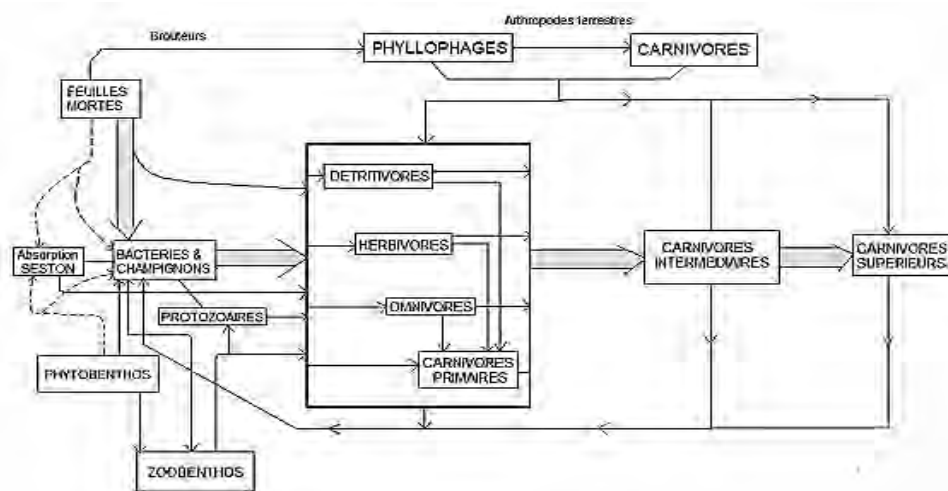 Arthropodes terrestres
Brouteurs
PHYLLOPHAGES
CARNIVORES
FEUILLES
MORTES
DETRITIVORES
Absorption
SESTON
BACTERIES &
CHAMPIGNONS
HERBIVORES
CARNIVORES
INTERMEDIAIRES
CARNIVORES
SUPERIEURS
OMNIVORES
PROTOZOAIRES
CARNIVORES
PRIMAIRES
PHYTOBENTHOS
ZOOBENTHOS